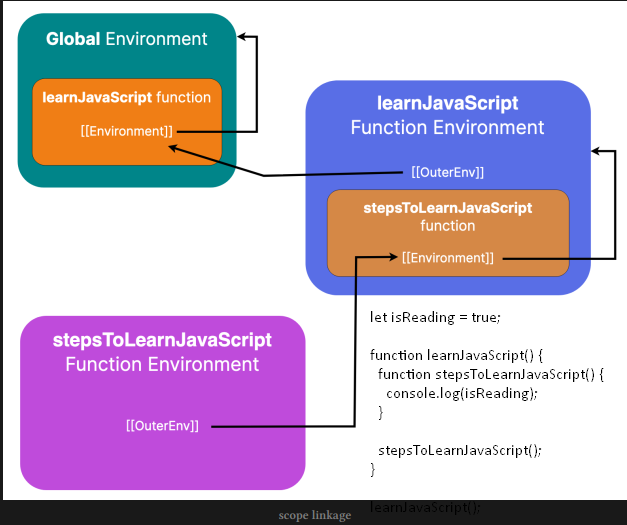 Global Environment
learnJavaScript function
[[Environment]]
learnJavaScript
Function Environment
[[OuterEnv]]
stepsToLearnJavaScript
function
[[Environment]]
stepsToLearnJavaScript
Function Environment
[[OuterEnv]]
let isReading = true;
function learnJavaScript() {
function stepsToLearnJavaScript() {
console.log(isReading);
}
stepsToLearnJavaScript();
}
learnJavaScript();
scope linkage